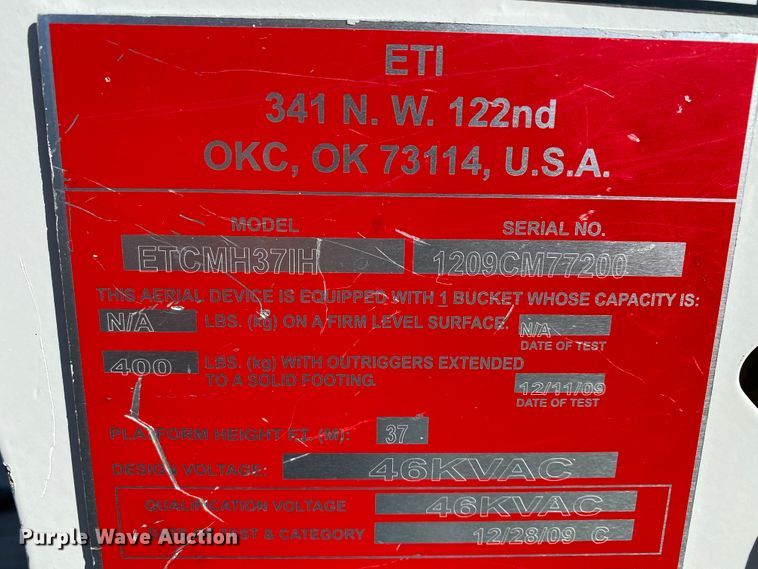 ETI
341 N. W. 122nd
OKC, OK 73114, U.S.A.
MODEL SERIAL NO.
ETCMH37IH 1209CM77200
THIS AERIAL DEVICE IS EQUIPPED WITH 1 BUCKET WHOSE CAPACITY IS:
N/A LBS. (kg) ON A FIRM LEVEL SURFACE. N/A
DATE OF TEST
400 LBS. (kg) WITH OUTRIGGERS EXTENDED
TO A SOLID FOOTING. 12/11/09
DATE OF TEST
PLATFORM HEIGHT FT. (M): 37
DESIGN VOLTAGE: 46KVAC
QUALIFICATION VOLTAGE 46KVAC
TEST & CATEGORY 12/28/09 C
Purple Wave Auction